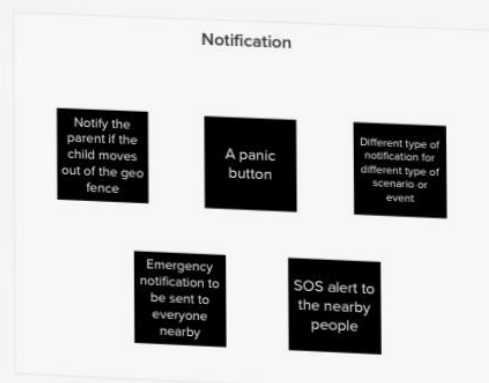 Notification
Notify the
parent if the
child moves
out of the geo
fence
A panic
button
Different type of
notification for
different type of
scenario or
event
Emergency
notification to
be sent to
everyone
nearby
SOS alert to
the nearby
people